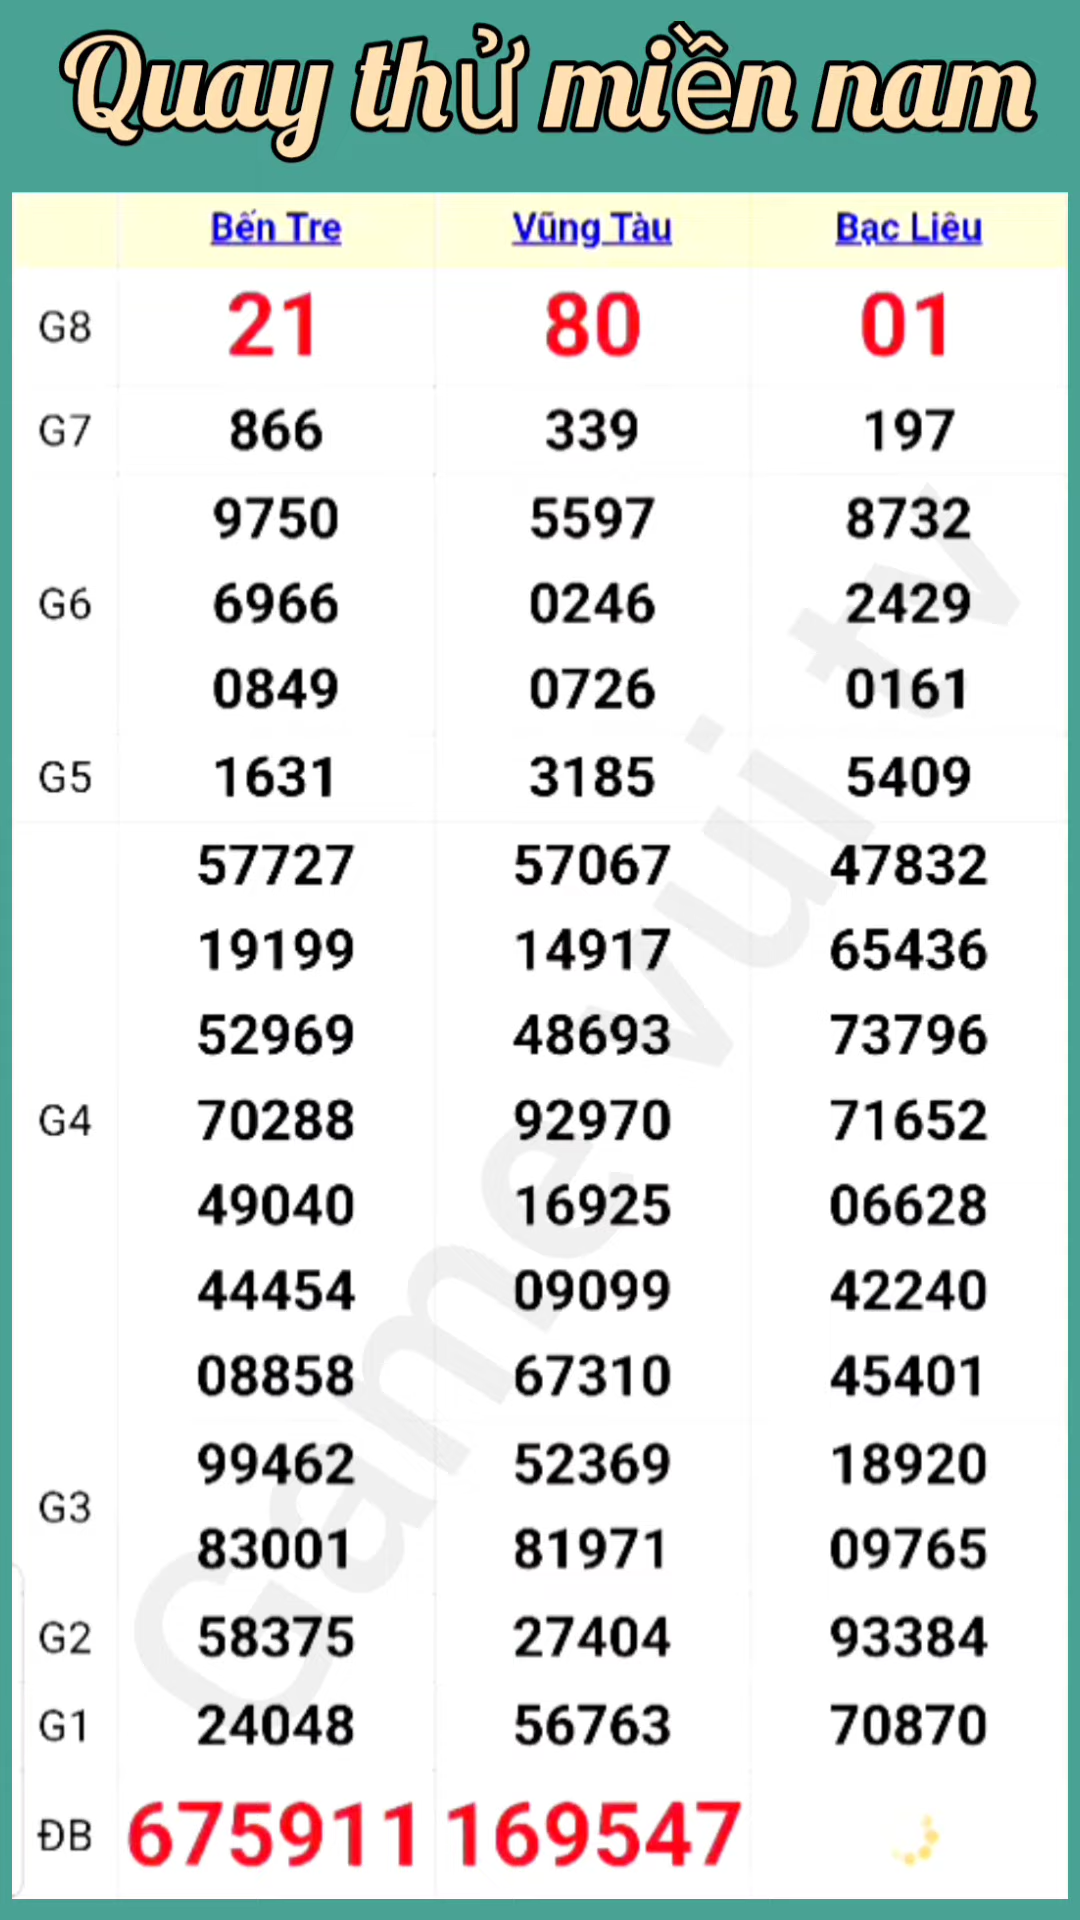 Quay thử miền nam
Bến Tre Vũng Tàu Bạc Liêu
G8 21 80 01
G7 866 339 197
9750 5597 8732
G6 6966 0246 2429
0849 0726 0161
G5 1631 3185 5409
57727 57067 47832
19199 14917 65436
52969 48693 73796
G4 70288 92970 71652
49040 16925 06628
44454 09099 42240
08858 67310 45401
99462 52369 18920
G3
83001 81971 09765
G2 58375 27404 93384
G1 24048 56763 70870
ĐB 675911 169547
Game vui tv